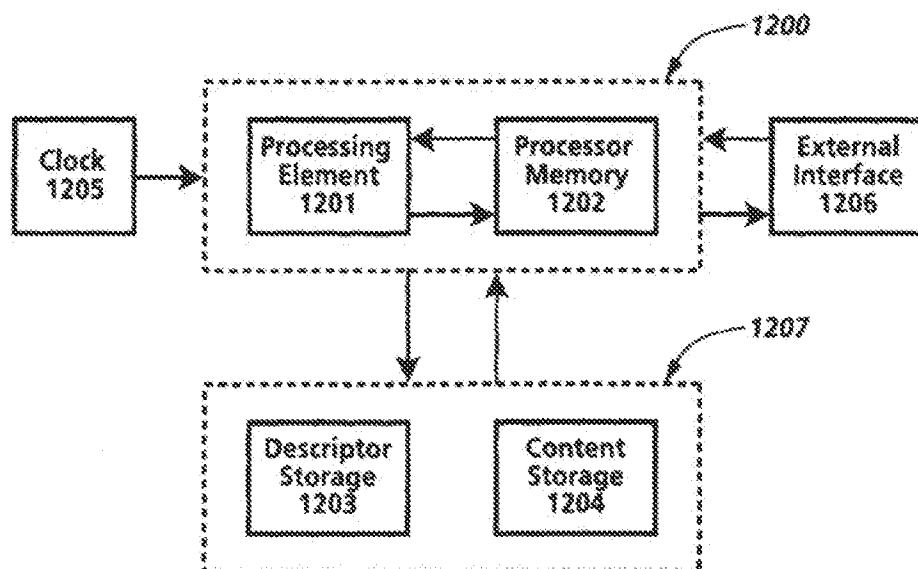 1200
Clock
1205
Processing
Element
1201
Processor
Memory
1202
External
Interface
1206
1207
Descriptor
Storage
1203
Content
Storage
1204